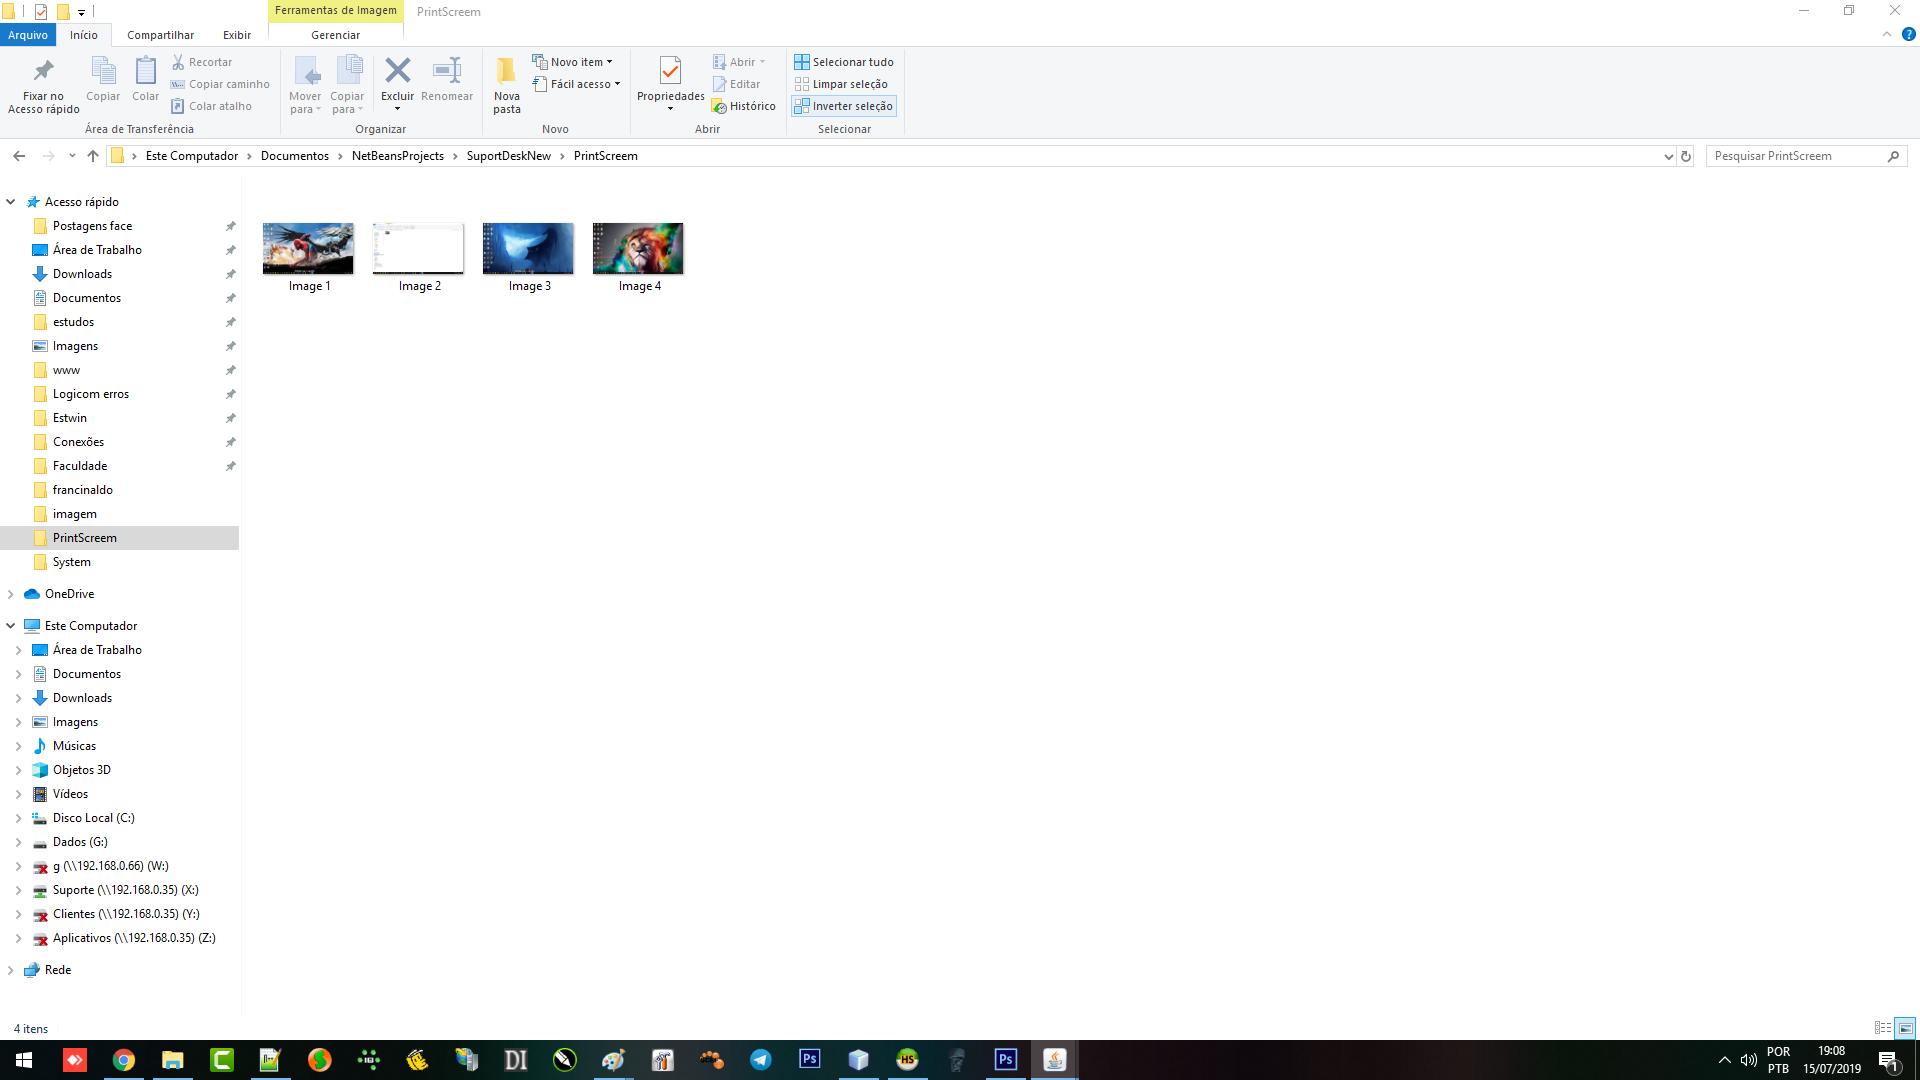 Ferramentas de Imagem
PrintScreem
Arquivo
Início
Compartilhar
Exibir
Gerenciar
Fixar no
Acesso rápido
Copiar
Colar
Recortar
Copiar caminho
Colar atalho
Área de Transferência
Mover
para
Copiar
para
Excluir
Renomear
Organizar
Nova
pasta
Novo item
Fácil acesso
Novo
Propriedades
Abrir
Editar
Histórico
Abrir
Selecionar tudo
Limpar seleção
Inverter seleção
Selecionar
Este Computador
Documentos
NetBeansProjects
SuportDeskNew
PrintScreem
Pesquisar PrintScreem
Acesso rápido
Postagens face
Área de Trabalho
Downloads
Documentos
estudos
Imagens
www
Logicom erros
Estwin
Conexões
Faculdade
francinaldo
imagem
PrintScreem
System
OneDrive
Este Computador
Área de Trabalho
Documentos
Downloads
Imagens
Músicas
Objetos 3D
Vídeos
Disco Local (C:)
Dados (G:)
g (\\192.168.0.66) (W:)
Suporte (\\192.168.0.35) (X:)
Clientes (\\192.168.0.35) (Y:)
Aplicativos (\\192.168.0.35) (Z:)
Rede
Image 1
Image 2
Image 3
Image 4
4 itens
DI
Ps
HS
Ps
POR
PTB
19:08
15/07/2019
1